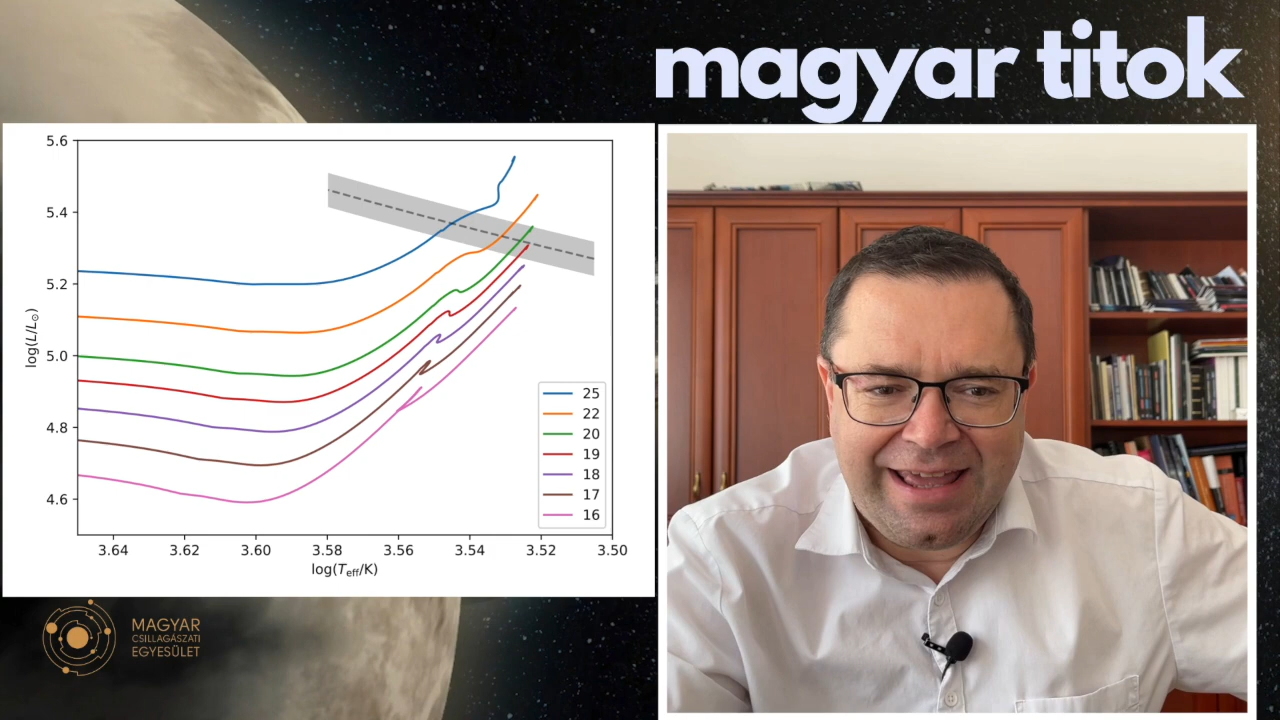 magyar titok
5.6
5.4
5.2
5.0
4.8
4.6
log(L/L☉)
3.64 3.62 3.60 3.58 3.56 3.54 3.52 3.50
log(Teff/K)
25
22
20
19
18
17
16
MAGYAR
CSILLAGÁSZATI
EGYESÜLET